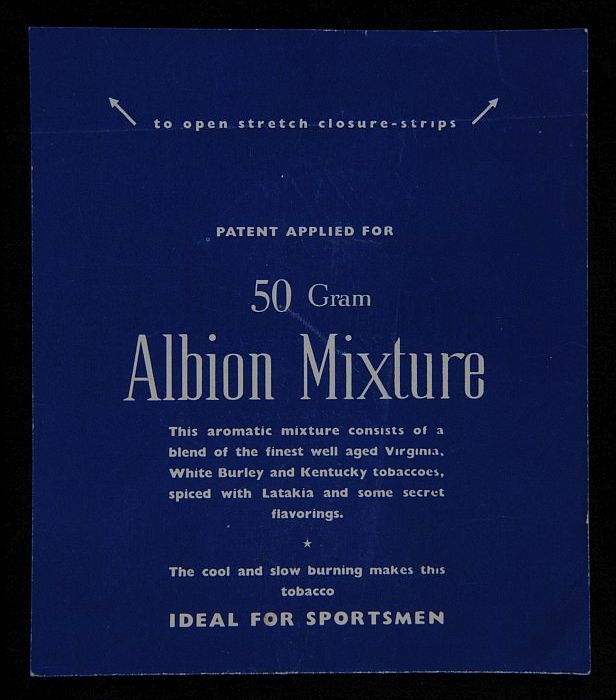 to open stretch closure-strips
PATENT APPLIED FOR
50 Gram
Albion Mixture
This aromatic mixture consists of a
blend of the finest well aged Virginia,
White Burley and Kentucky tobaccoes,
spiced with Latakia and some secret
flavorings.
The cool and slow burning makes this
tobacco
IDEAL FOR SPORTSMEN